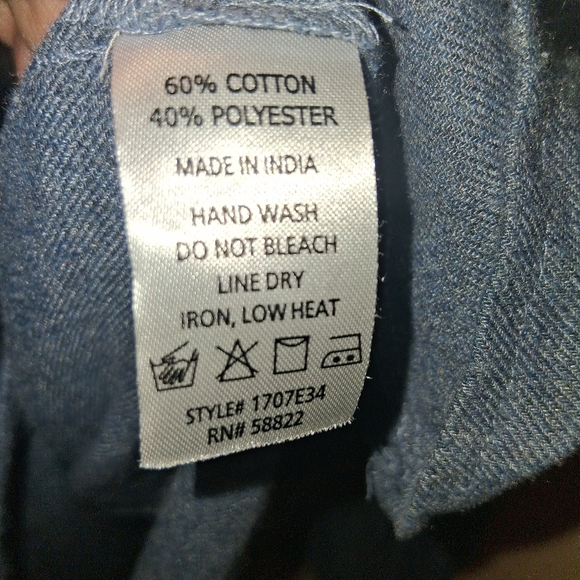 60% COTTON
40% POLYESTER
MADE IN INDIA
HAND WASH
DO NOT BLEACH
LINE DRY
IRON, LOW HEAT
STYLE# 1707E34
RN# 58822